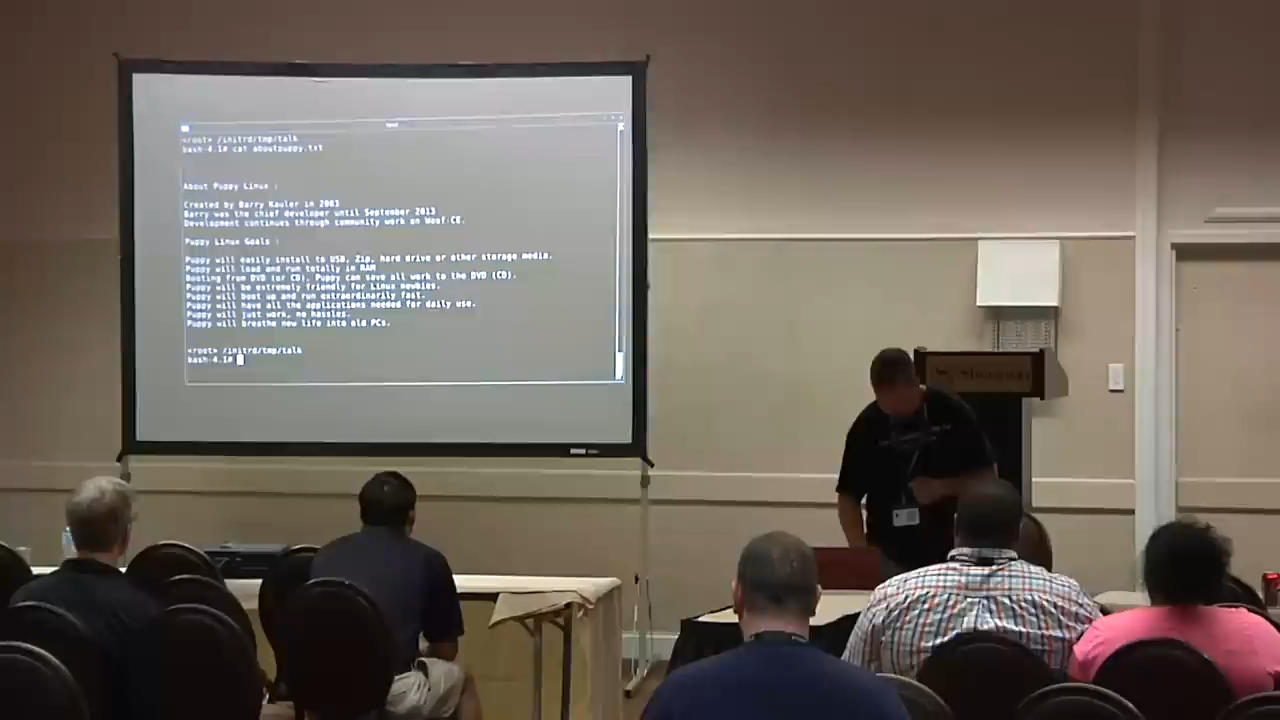 <root> /initrd/tmp/talk
bash-4.1# cat aboutpuppy.txt
About Puppy Linux :
Created by Barry Kauler in 2003
Barry was the chief developer until September 2013
Development continues through community work on Woof-CE.
Puppy Linux Goals :
Puppy will easily install to USB, Zip, hard drive or other storage media.
Puppy will load and run totally in RAM
Booting from DVD (or CD), Puppy can save all work to the DVD (CD).
Puppy will be extremely friendly for Linux newbies.
Puppy will boot up and run extraordinarily fast.
Puppy will have all the applications needed for daily use.
Puppy will just work, no hassles.
Puppy will breathe new life into old PCs.
<root> /initrd/tmp/talk
bash-4.1#